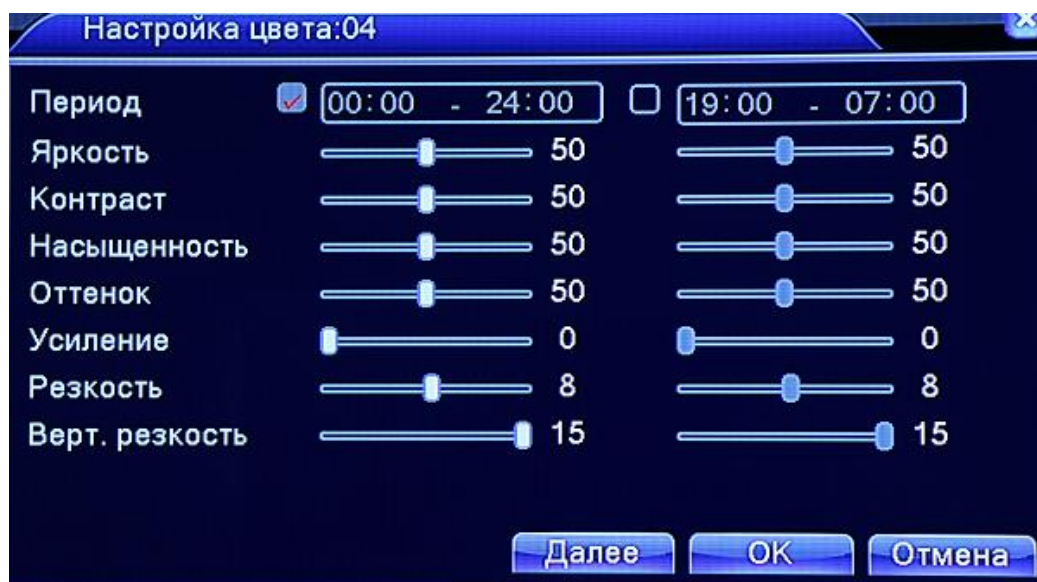 Настройка цвета:04
Период 00:00 - 24:00 19:00 - 07:00
Яркость 50 50
Контраст 50 50
Насыщенность 50 50
Оттенок 50 50
Усиление 0 0
Резкость 8 8
Верт. резкость 15 15
Далее OK Отмена